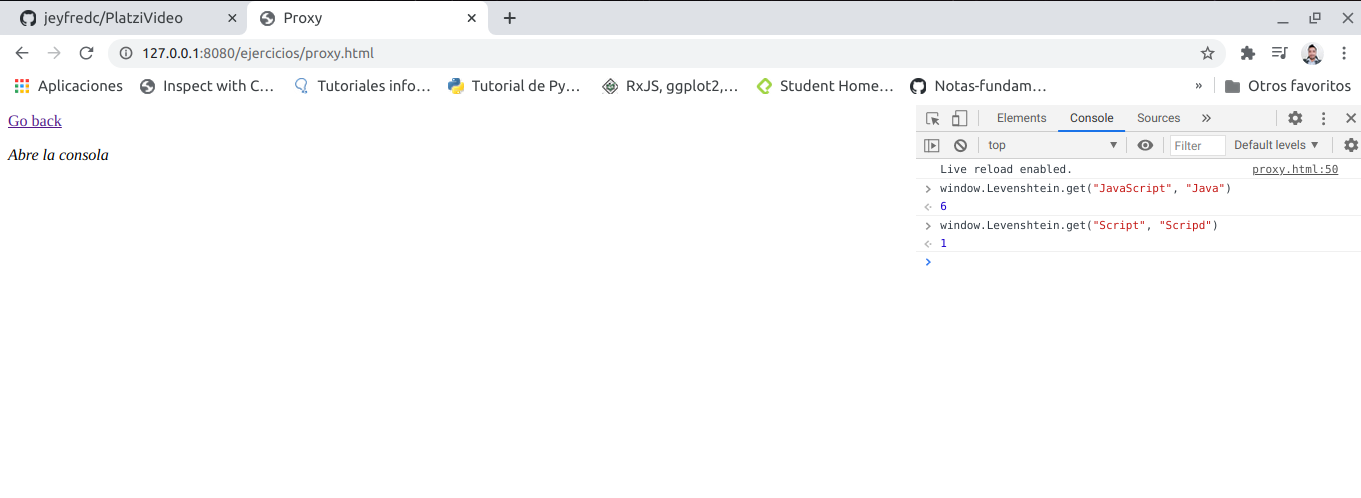 jeyfredc/PlatziVideo
Proxy
127.0.0.1:8080/ejercicios/proxy.html
Aplicaciones Inspect with C… Tutoriales info… Tutorial de Py… RxJS, ggplot2,… Student Home… Notas-fundam… » Otros favoritos
Go back
Abre la consola
Elements Console Sources »
top Filter Default levels
Live reload enabled. proxy.html:50
window.Levenshtein.get("JavaScript", "Java")
6
window.Levenshtein.get("Script", "Scripd")
1